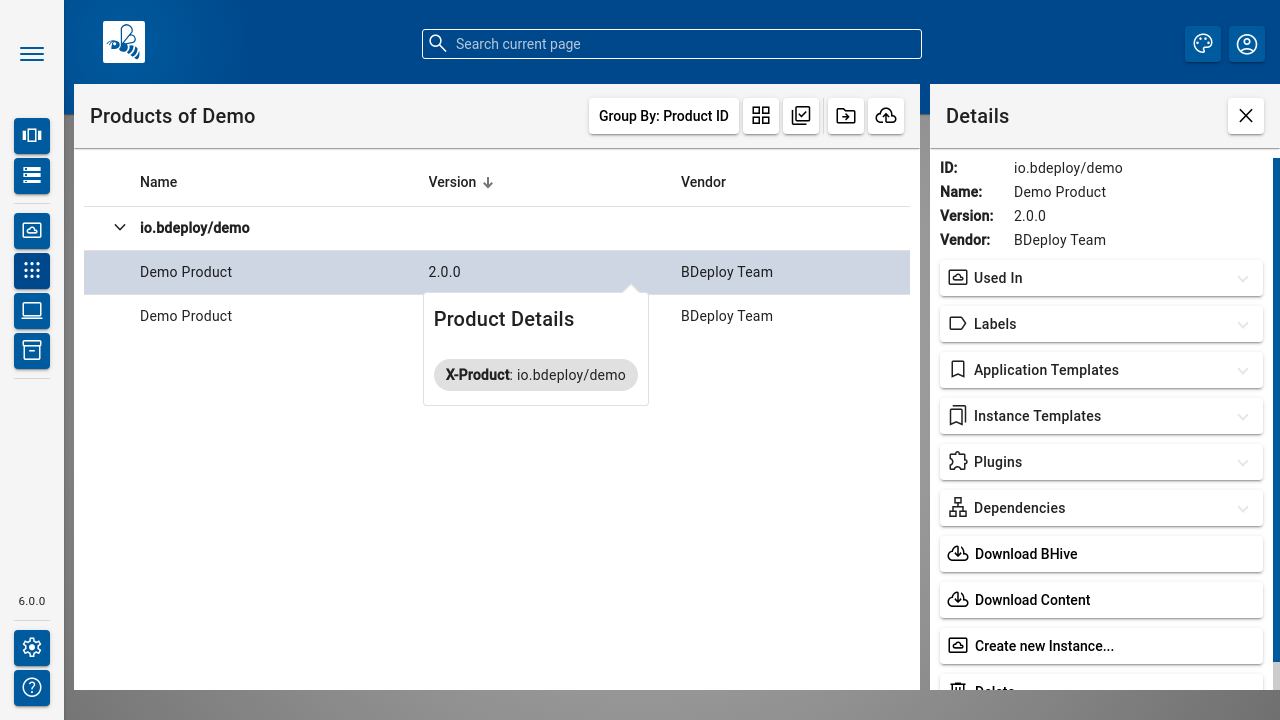 Search current page
Products of Demo
Group By: Product ID
Name Version Vendor
io.bdeploy/demo
Demo Product 2.0.0 BDeploy Team
Demo Product BDeploy Team
Product Details
X-Product: io.bdeploy/demo
6.0.0
Details
ID: io.bdeploy/demo
Name: Demo Product
Version: 2.0.0
Vendor: BDeploy Team
Used In
Labels
Application Templates
Instance Templates
Plugins
Dependencies
Download BHive
Download Content
Create new Instance...
Delete